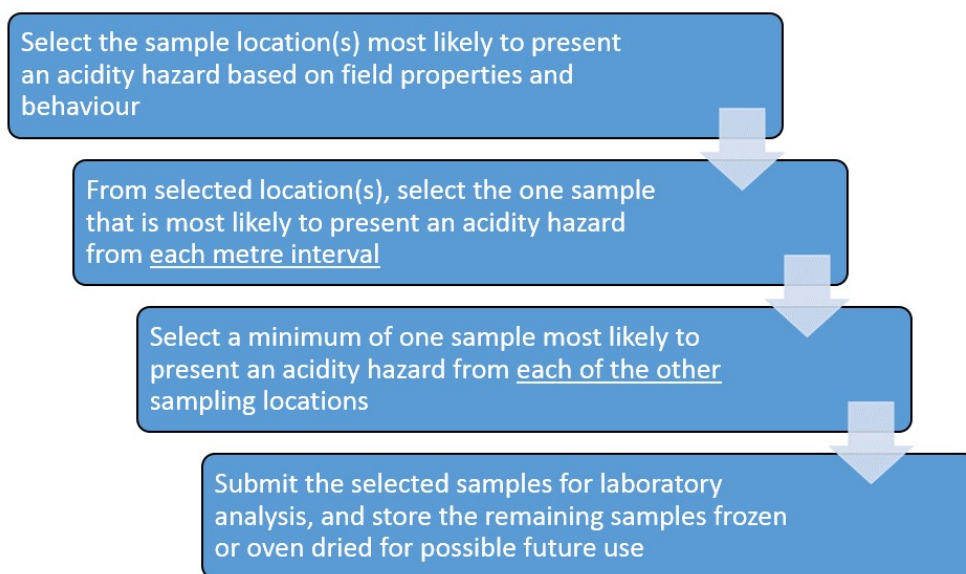 Select the sample location(s) most likely to present
an acidity hazard based on field properties and
behaviour
From selected location(s), select the one sample
that is most likely to present an acidity hazard
from each metre interval
Select a minimum of one sample most likely to
present an acidity hazard from each of the other
sampling locations
Submit the selected samples for laboratory
analysis, and store the remaining samples frozen
or oven dried for possible future use